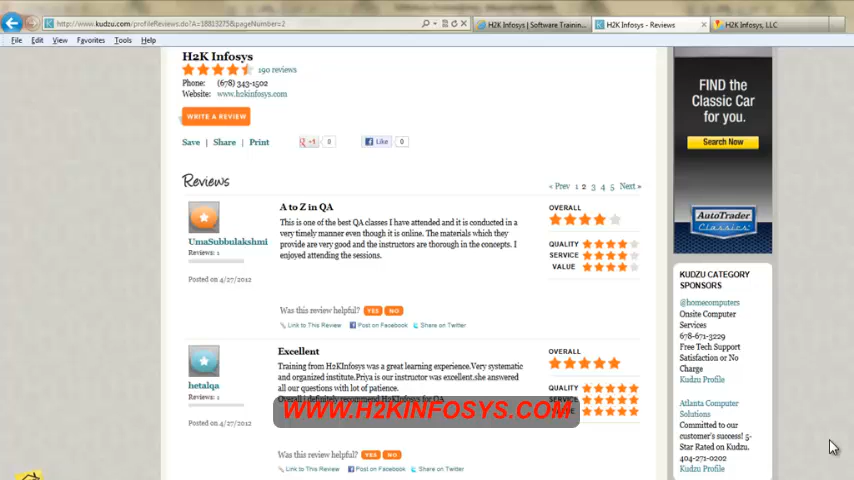 http://www.kudzu.com/profileReviews.do?A=18813275&pageNumber=2
H2K Infosys | Software Trainin...
H2K Infosys - Reviews
H2K Infosys, LLC
File Edit View Favorites Tools Help
H2K Infosys
190 reviews
Phone: (678) 343-1502
Website: www.h2kinfosys.com
WRITE A REVIEW
Save | Share | Print
+1 0
Like 0
Reviews
« Prev 1 2 3 4 5 Next »
UmaSubbulakshmi
Reviews: 1
Posted on 4/27/2012
A to Z in QA
This is one of the best QA classes I have attended and it is conducted in a
very timely manner even though it is online. The materials which they
provide are very good and the instructors are thorough in the concepts. I
enjoyed attending the sessions.
OVERALL
QUALITY
SERVICE
VALUE
Was this review helpful? YES NO
Link to This Review Post on Facebook Share on Twitter
hetalqa
Reviews: 1
Posted on 4/27/2012
Excellent
Training from H2KInfosys was a great learning experience.Very systematic
and organized institute.Priya is our instructor was excellent.she answered
all our questions with lot of patience.
Overall i definitely recommend H2KInfosys for QA
OVERALL
QUALITY
SERVICE
WWW.H2KINFOSYS.COM
Was this review helpful? YES NO
Link to This Review Post on Facebook Share on Twitter
FIND the
Classic Car
for you.
Search Now
AutoTrader
Classics
KUDZU CATEGORY
SPONSORS
@homecomputers
Onsite Computer
Services
678-671-3229
Free Tech Support
Satisfaction or No
Charge
Kudzu Profile
Atlanta Computer
Solutions
Committed to our
customer's success! 5-
Star Rated on Kudzu.
404-271-0202
Kudzu Profile